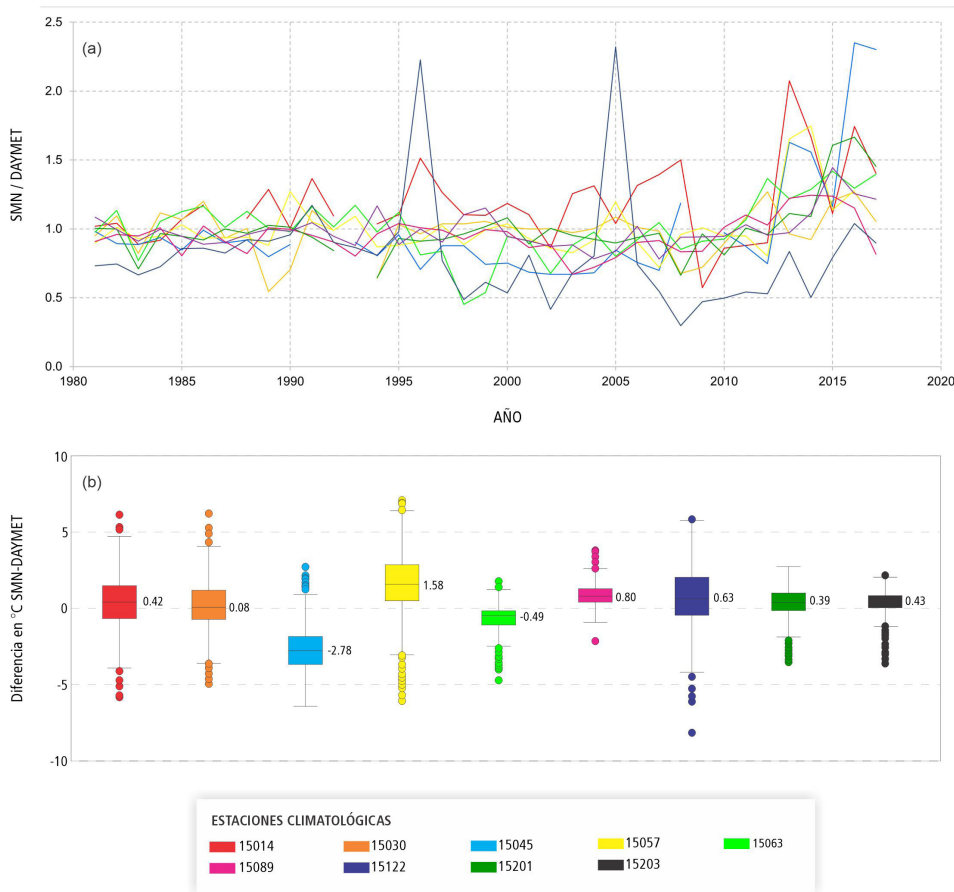 (a)
SMN / DAYMET
2.5
2.0
1.5
1.0
0.5
0.0
1980 1985 1990 1995 2000 2005 2010 2015 2020
AÑO
(b)
Diferencia en °C SMN-DAYMET
10
5
0
-5
-10
0.42 0.08 -2.78 1.58 -0.49 0.80 0.63 0.39 0.43
ESTACIONES CLIMATOLÓGICAS
15014 15030 15045 15057 15063
15089 15122 15201 15203